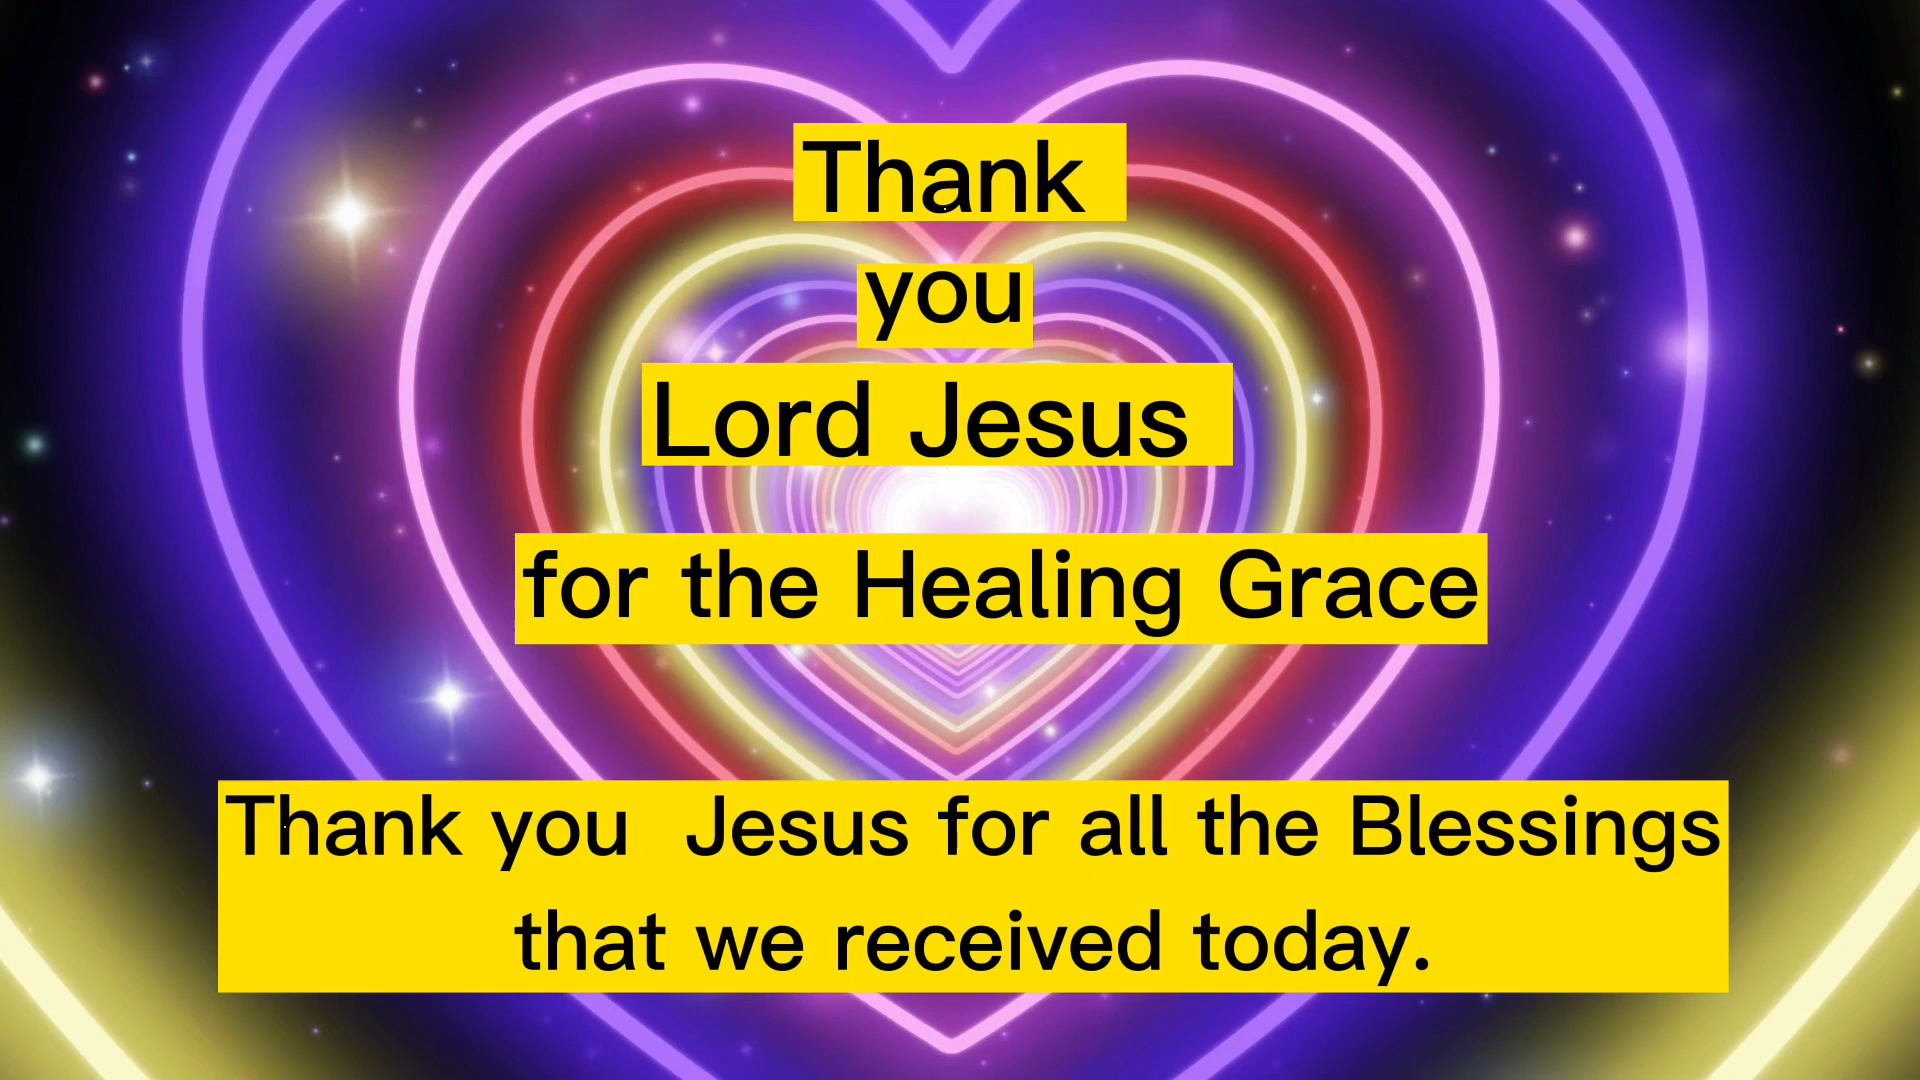 Thank
you
Lord Jesus
for the Healing Grace
Thank you  Jesus for all the Blessings
that we received today.